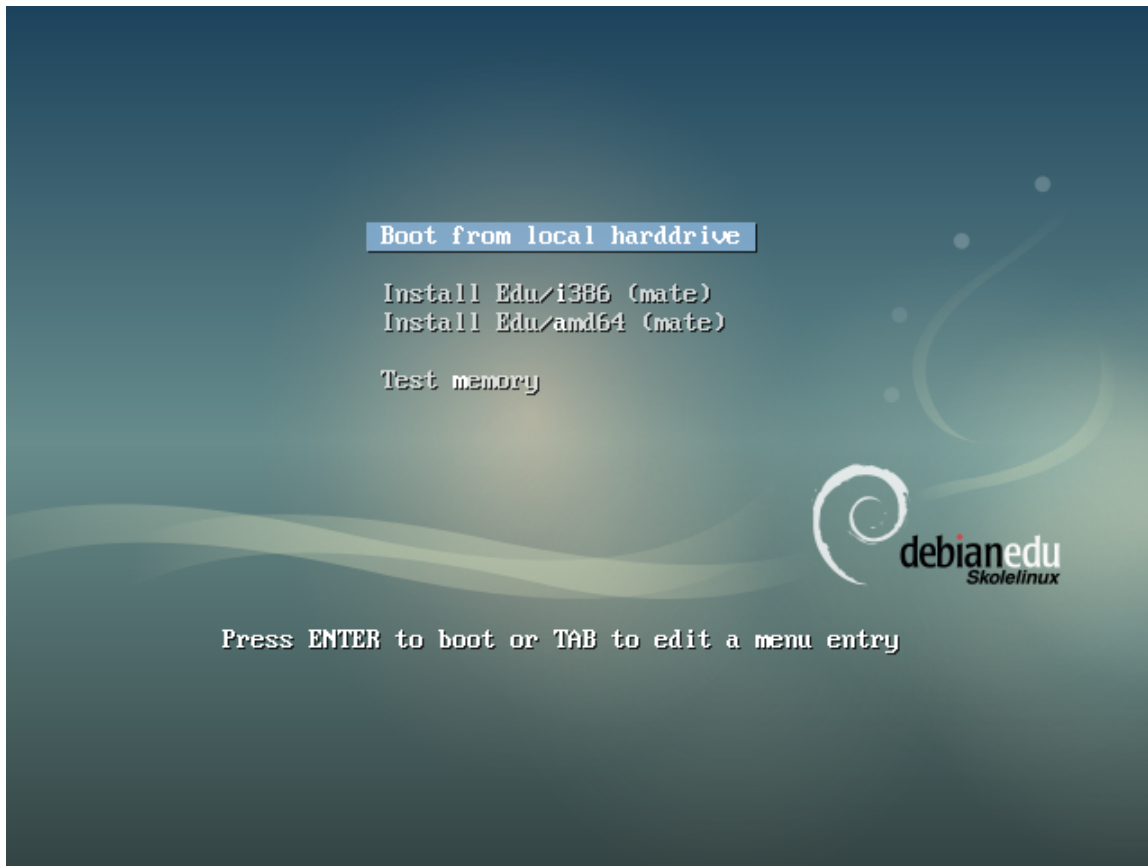 Boot from local harddrive
Install Edu/i386 (mate)
Install Edu/amd64 (mate)
Test memory
debianedu
Skolelinux
Press ENTER to boot or TAB to edit a menu entry